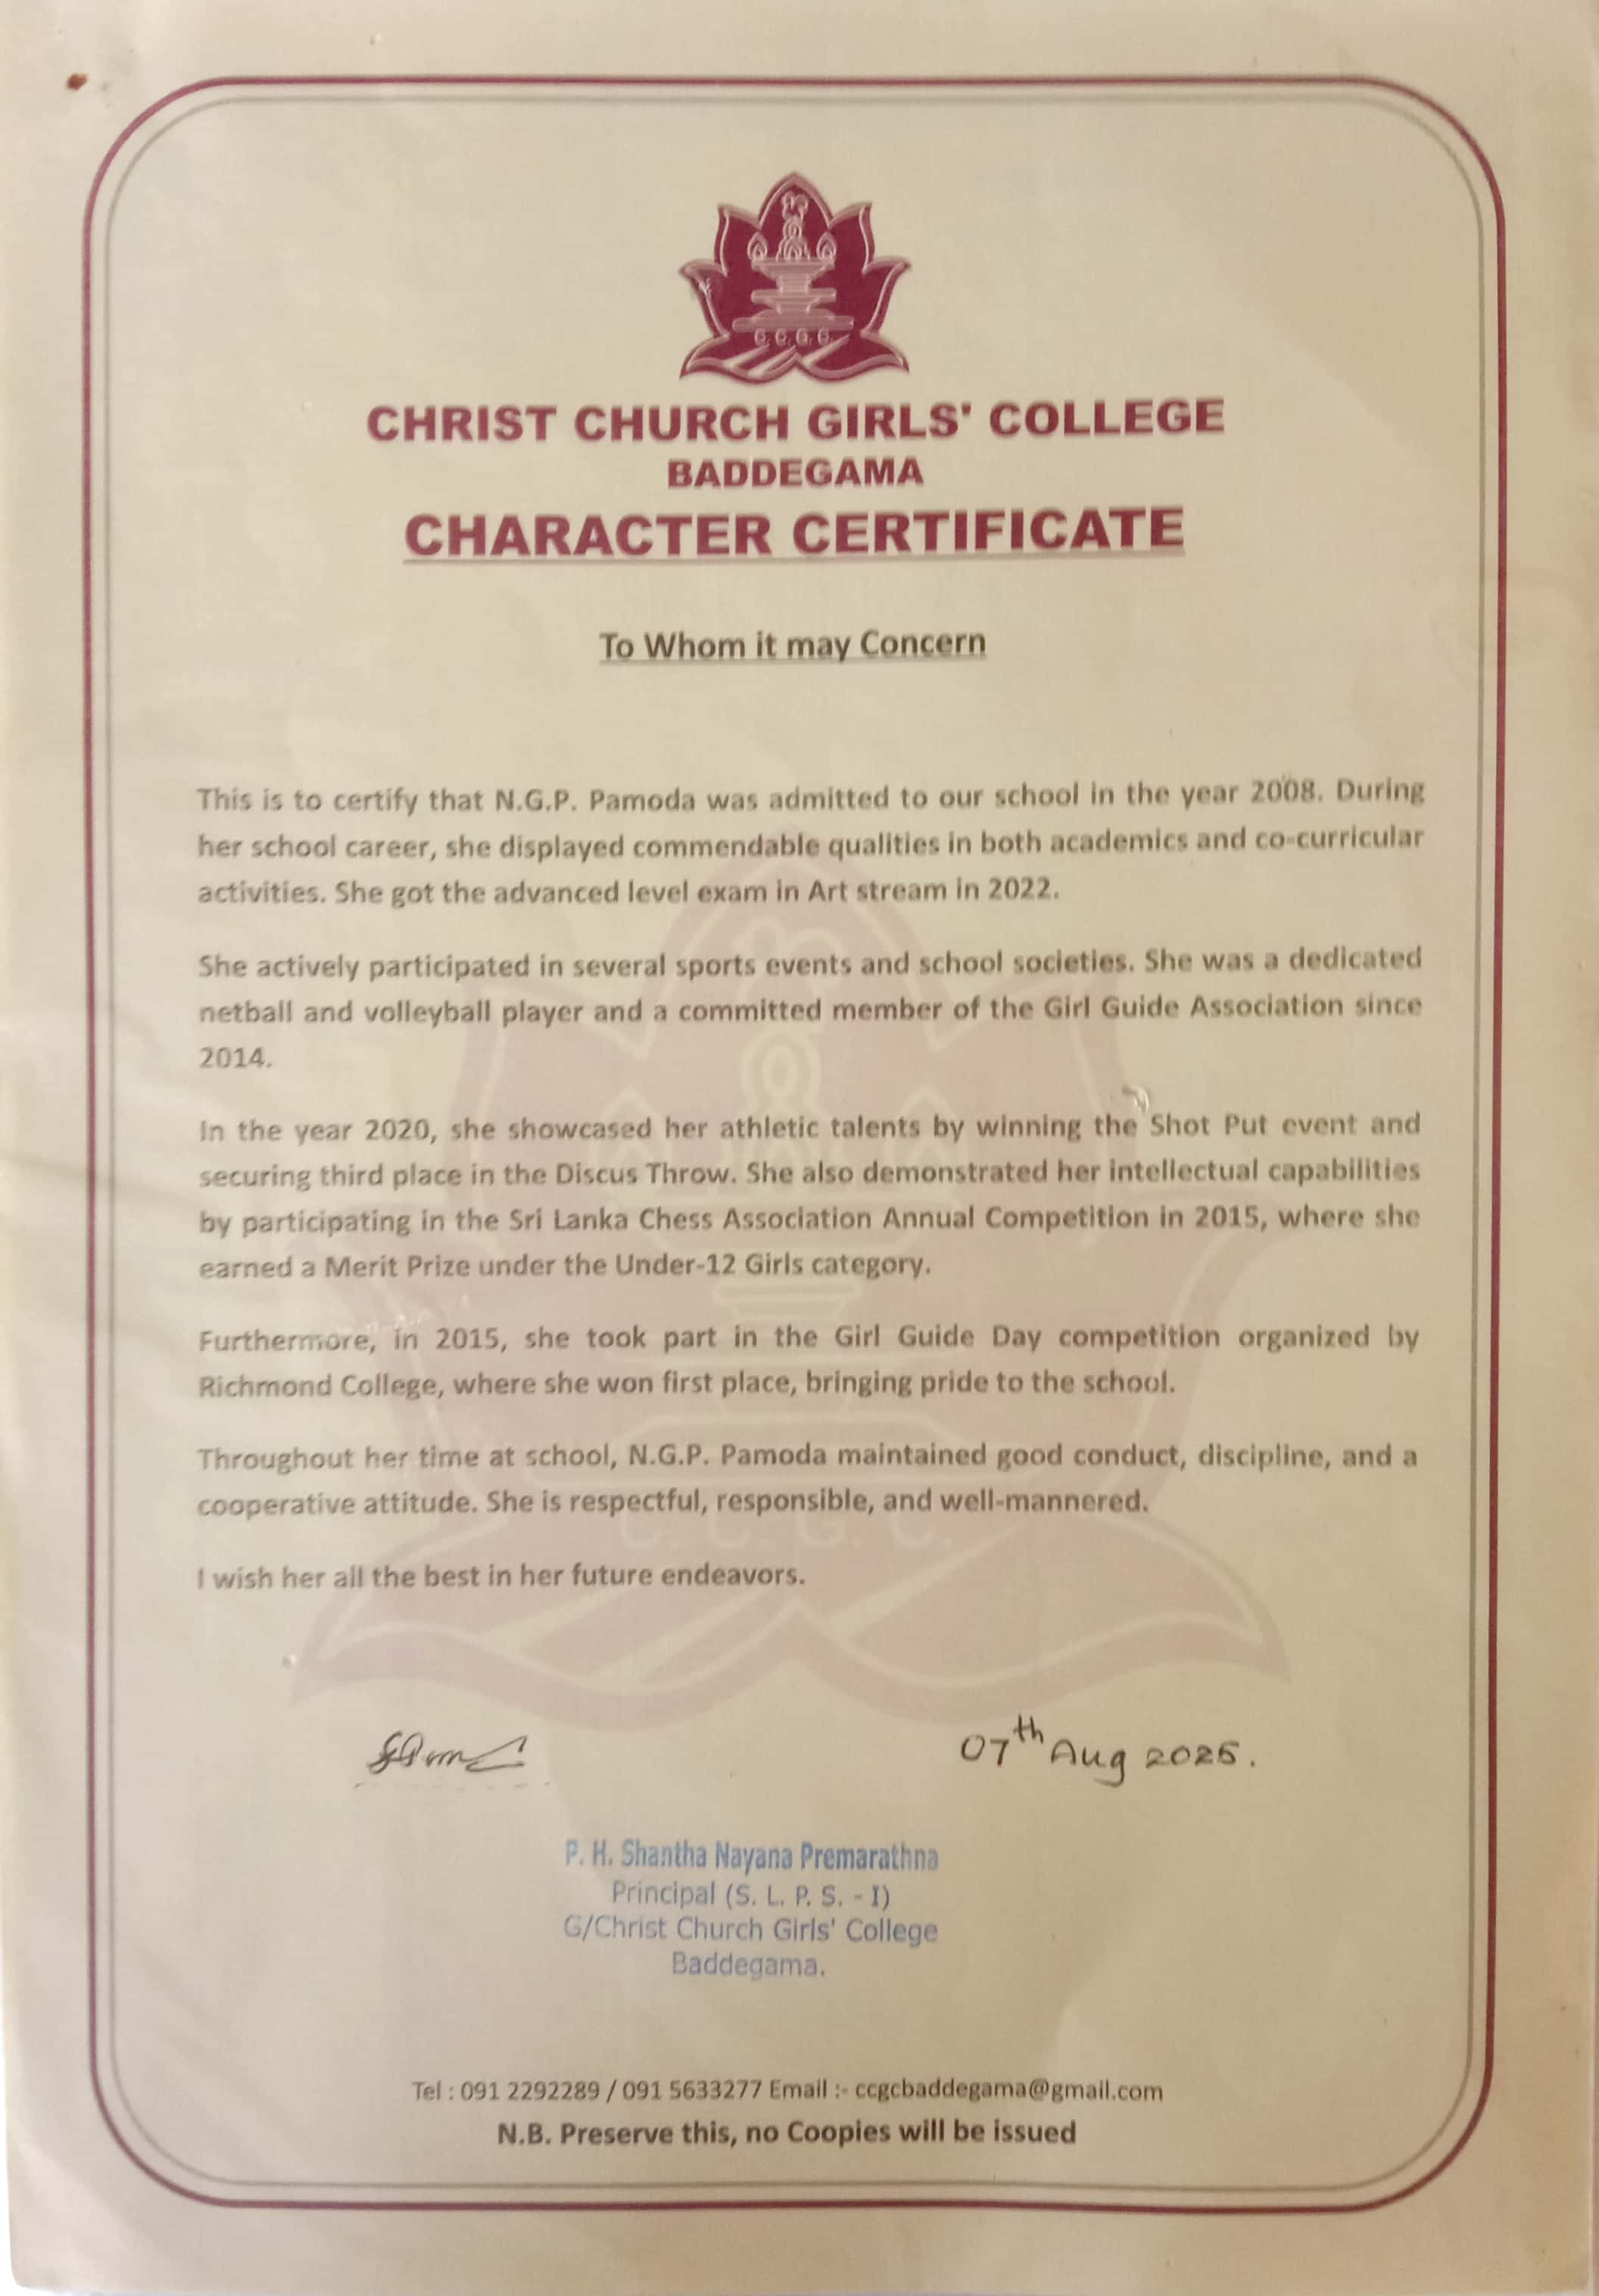 C.C.G.C.
CHRIST CHURCH GIRLS' COLLEGE
BADDEGAMA
CHARACTER CERTIFICATE
To Whom it may Concern
This is to certify that N.G.P. Pamoda was admitted to our school in the year 2008. During
her school career, she displayed commendable qualities in both academics and co-curricular
activities. She got the advanced level exam in Art stream in 2022.
She actively participated in several sports events and school societies. She was a dedicated
netball and volleyball player and a committed member of the Girl Guide Association since
2014.
In the year 2020, she showcased her athletic talents by winning the Shot Put event and
securing third place in the Discus Throw. She also demonstrated her intellectual capabilities
by participating in the Sri Lanka Chess Association Annual Competition in 2015, where she
earned a Merit Prize under the Under-12 Girls category.
Furthermore, in 2015, she took part in the Girl Guide Day competition organized by
Richmond College, where she won first place, bringing pride to the school.
Throughout her time at school, N.G.P. Pamoda maintained good conduct, discipline, and a
cooperative attitude. She is respectful, responsible, and well-mannered.
C.C.G.C.
I wish her all the best in her future endeavors.
07th Aug 2025.
P. H. Shantha Nayana Premarathna
Principal (S. L. P. S. - I)
G/Christ Church Girls' College
Baddegama.
Tel : 091 2292289 / 091 5633277 Email :- ccgcbaddegama@gmail.com
N.B. Preserve this, no Coopies will be issued